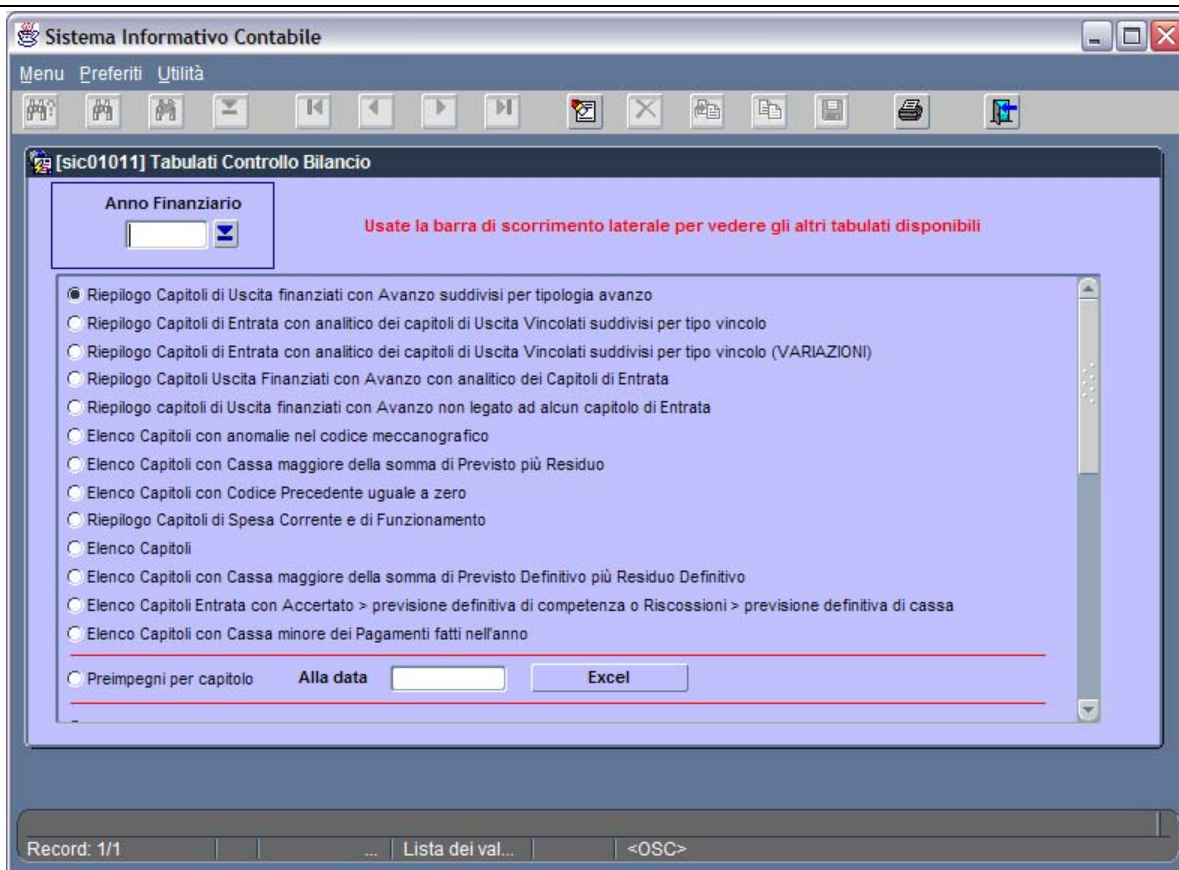 Sistema Informativo Contabile
Menu Preferiti Utilità
[sic01011] Tabulati Controllo Bilancio
Anno Finanziario
Usate la barra di scorrimento laterale per vedere gli altri tabulati disponibili
Riepilogo Capitoli di Uscita finanziati con Avanzo suddivisi per tipologia avanzo
Riepilogo Capitoli di Entrata con analitico dei capitoli di Uscita Vincolati suddivisi per tipo vincolo
Riepilogo Capitoli di Entrata con analitico dei capitoli di Uscita Vincolati suddivisi per tipo vincolo (VARIAZIONI)
Riepilogo Capitoli Uscita Finanziati con Avanzo con analitico dei Capitoli di Entrata
Riepilogo capitoli di Uscita finanziati con Avanzo non legato ad alcun capitolo di Entrata
Elenco Capitoli con anomalie nel codice meccanografico
Elenco Capitoli con Cassa maggiore della somma di Previsto più Residuo
Elenco Capitoli con Codice Precedente uguale a zero
Riepilogo Capitoli di Spesa Corrente e di Funzionamento
Elenco Capitoli
Elenco Capitoli con Cassa maggiore della somma di Previsto Definitivo più Residuo Definitivo
Elenco Capitoli Entrata con Accertato > previsione definitiva di competenza o Riscossioni > previsione definitiva di cassa
Elenco Capitoli con Cassa minore dei Pagamenti fatti nell'anno
Preimpegni per capitolo Alla data Excel
Record: 1/1 ... Lista dei val... <OSC>